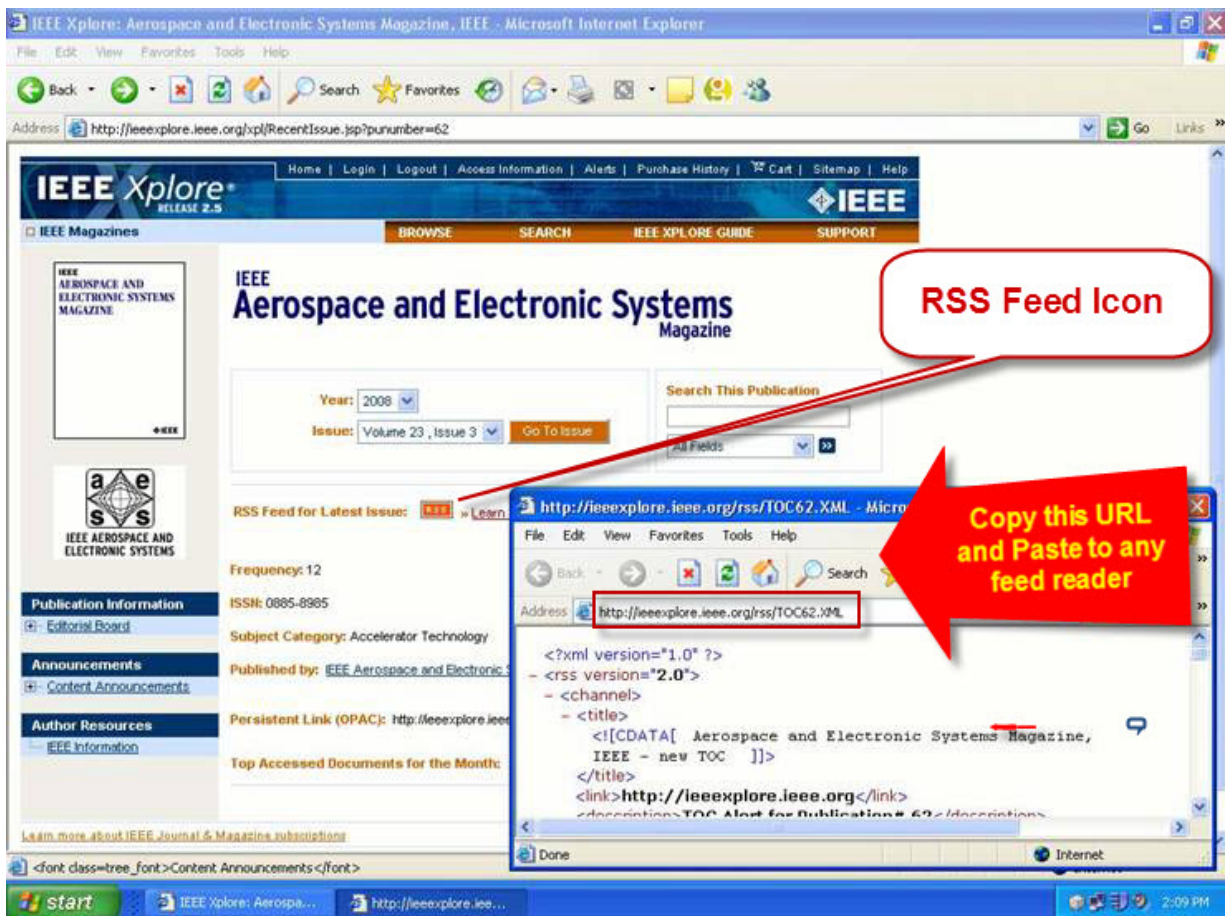 IEEE Xplore: Aerospace and Electronic Systems Magazine, IEEE - Microsoft Internet Explorer
File Edit View Favorites Tools Help
Back Search Favorites
Address http://ieeexplore.ieee.org/xpl/RecentIssue.jsp?punumber=62 Go Links »
Home | Login | Logout | Access Information | Alerts | Purchase History | Cart | Sitemap | Help
IEEE Xplore®
RELEASE 2.5
IEEE
IEEE Magazines
BROWSE SEARCH IEEE XPLORE GUIDE SUPPORT
IEEE
AEROSPACE AND
ELECTRONIC SYSTEMS
MAGAZINE
IEEE
IEEE
Aerospace and Electronic Systems
Magazine
RSS Feed Icon
Year: 2008
Issue: Volume 23 , Issue 3 Go To Issue
Search This Publication
All Fields »
a e
s s
IEEE AEROSPACE AND
ELECTRONIC SYSTEMS
RSS Feed for Latest Issue: RSS » Learn
Frequency: 12
ISSN: 0885-8985
Subject Category: Accelerator Technology
Published by: IEEE Aerospace and Electronic S
Persistent Link (OPAC): http://ieeexplore.ieee
Top Accessed Documents for the Month:
Publication Information
Editorial Board
Announcements
Content Announcements
Author Resources
IEEE Information
Learn more about IEEE Journal & Magazine subscriptions
http://ieeexplore.ieee.org/rss/TOC62.XML - Micro
File Edit View Favorites Tools Help
Back Search
Address http://ieeexplore.ieee.org/rss/TOC62.XML »
Copy this URL
and Paste to any
feed reader
<?xml version="1.0" ?>
- <rss version="2.0">
- <channel>
- <title>
<![CDATA[ Aerospace and Electronic Systems Magazine,
IEEE - new TOC ]]>
</title>
<link>http://ieeexplore.ieee.org</link>
<description>TOC Alert for Publication# 62</description>
Done Internet
<font class=tree_font>Content Announcements</font>
start IEEE Xplore: Aerospa... http://ieeexplore.iee... 2:09 PM